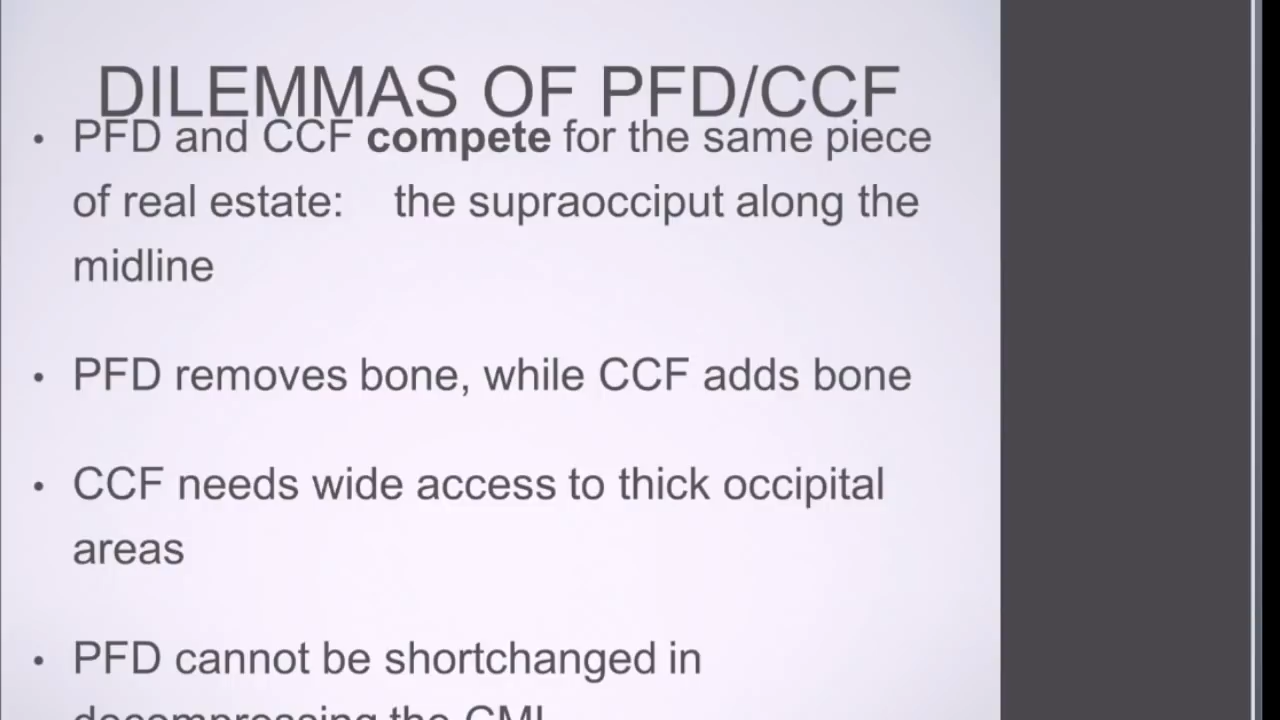 DILEMMAS OF PFD/CCF
• PFD and CCF compete for the same piece
of real estate: the supraocciput along the
midline
• PFD removes bone, while CCF adds bone
• CCF needs wide access to thick occipital
areas
• PFD cannot be shortchanged in
decompressing the CMI